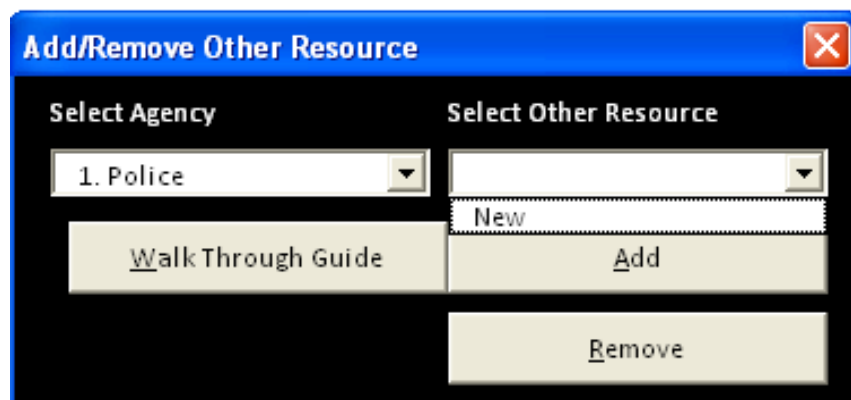 Add/Remove Other Resource
Select Agency
Select Other Resource
1. Police
New
Walk Through Guide
Add
Remove